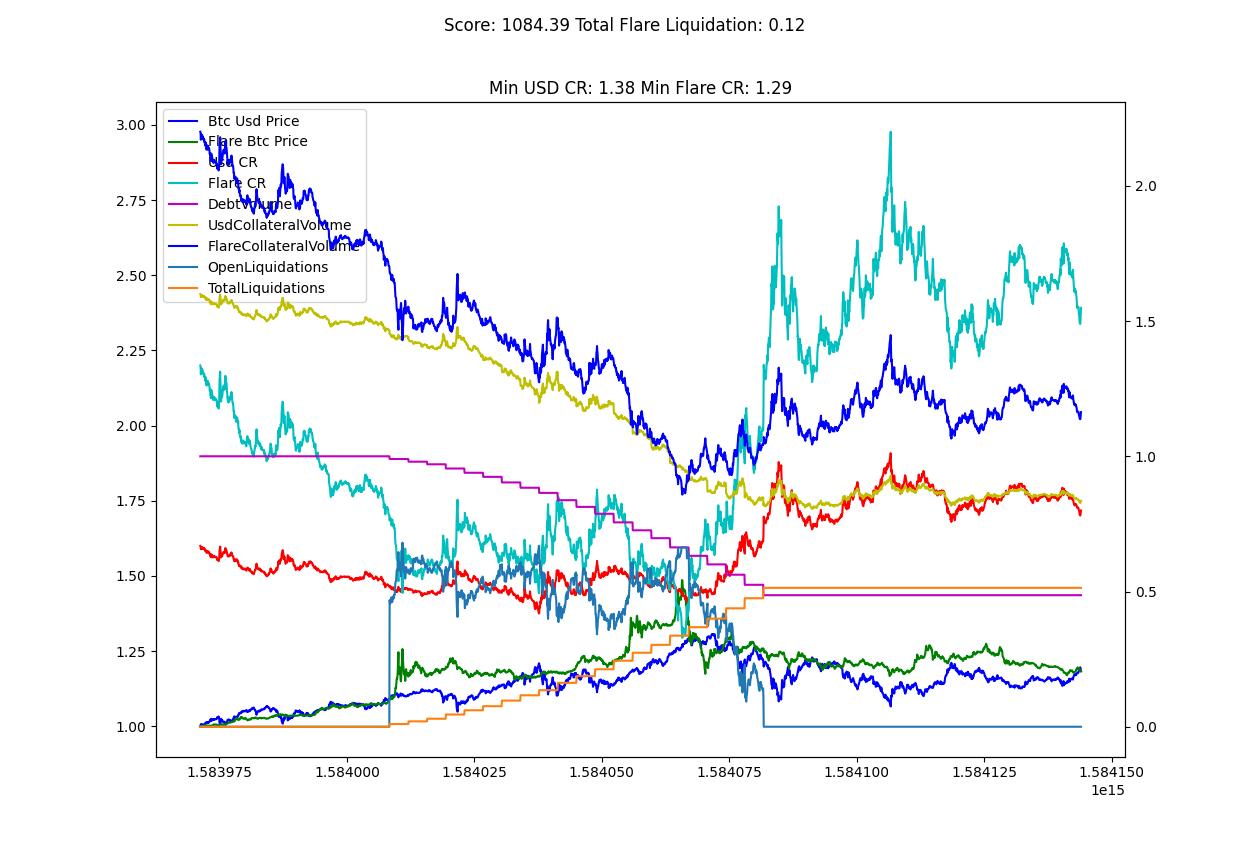 Score: 1084.39 Total Flare Liquidation: 0.12
Min USD CR: 1.38 Min Flare CR: 1.29
Btc Usd Price
Flare Btc Price
Usd CR
Flare CR
DebtVolume
UsdCollateralVolume
FlareCollateralVolume
OpenLiquidations
TotalLiquidations
3.00
2.75
2.50
2.25
2.00
1.75
1.50
1.25
1.00
2.0
1.5
1.0
0.5
0.0
1.583975
1.584000
1.584025
1.584050
1.584075
1.584100
1.584125
1.584150
1e15